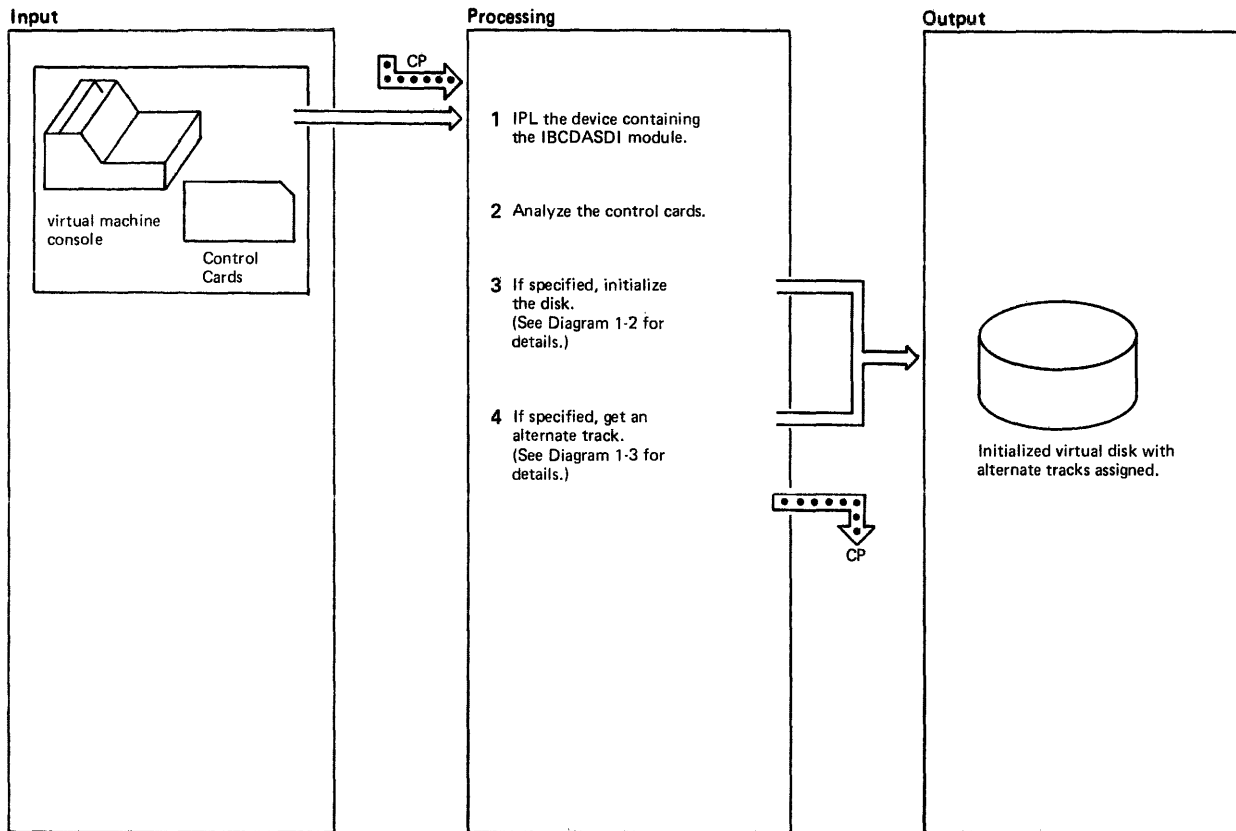 Input
Processing
Output
CP
virtual machine
console
Control
Cards
1 IPL the device containing
the IBCDASDI module.
2 Analyze the control cards.
3 If specified, initialize
the disk.
(See Diagram 1-2 for
details.)
4 If specified, get an
alternate track.
(See Diagram 1-3 for
details.)
CP
Initialized virtual disk with
alternate tracks assigned.